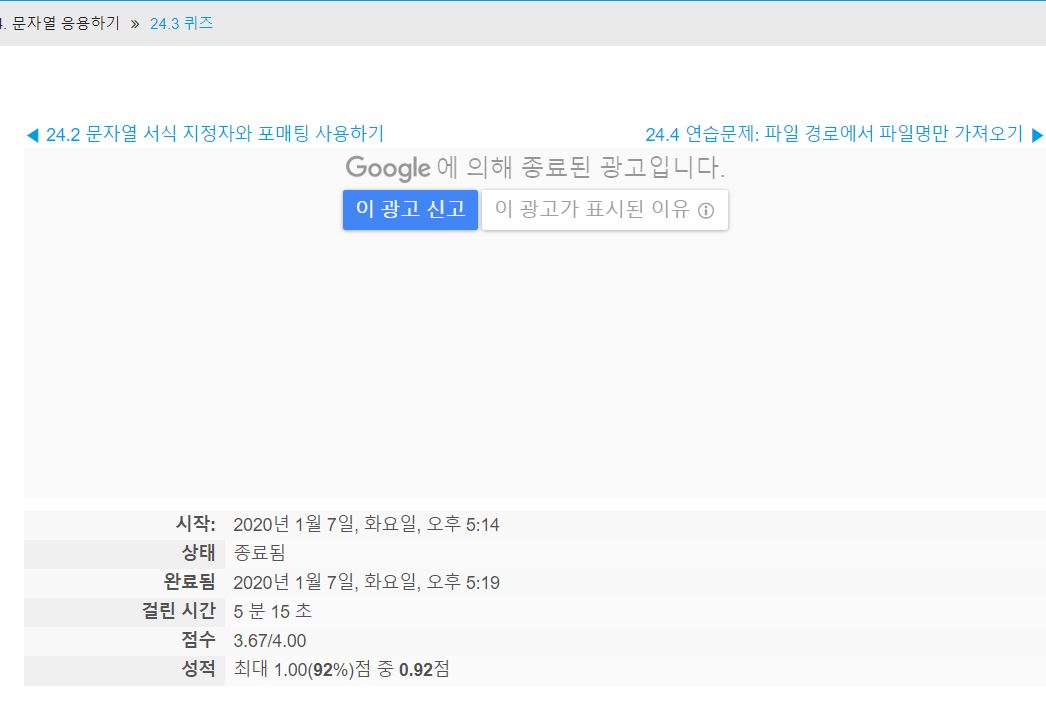 4. 문자열 응용하기 » 24.3 퀴즈
◀ 24.2 문자열 서식 지정자와 포매팅 사용하기 24.4 연습문제: 파일 경로에서 파일명만 가져오기 ▶
Google 에 의해 종료된 광고입니다.
이 광고 신고 이 광고가 표시된 이유
시작: 2020년 1월 7일, 화요일, 오후 5:14
상태 종료됨
완료됨 2020년 1월 7일, 화요일, 오후 5:19
걸린 시간 5 분 15 초
점수 3.67/4.00
성적 최대 1.00(92%)점 중 0.92점